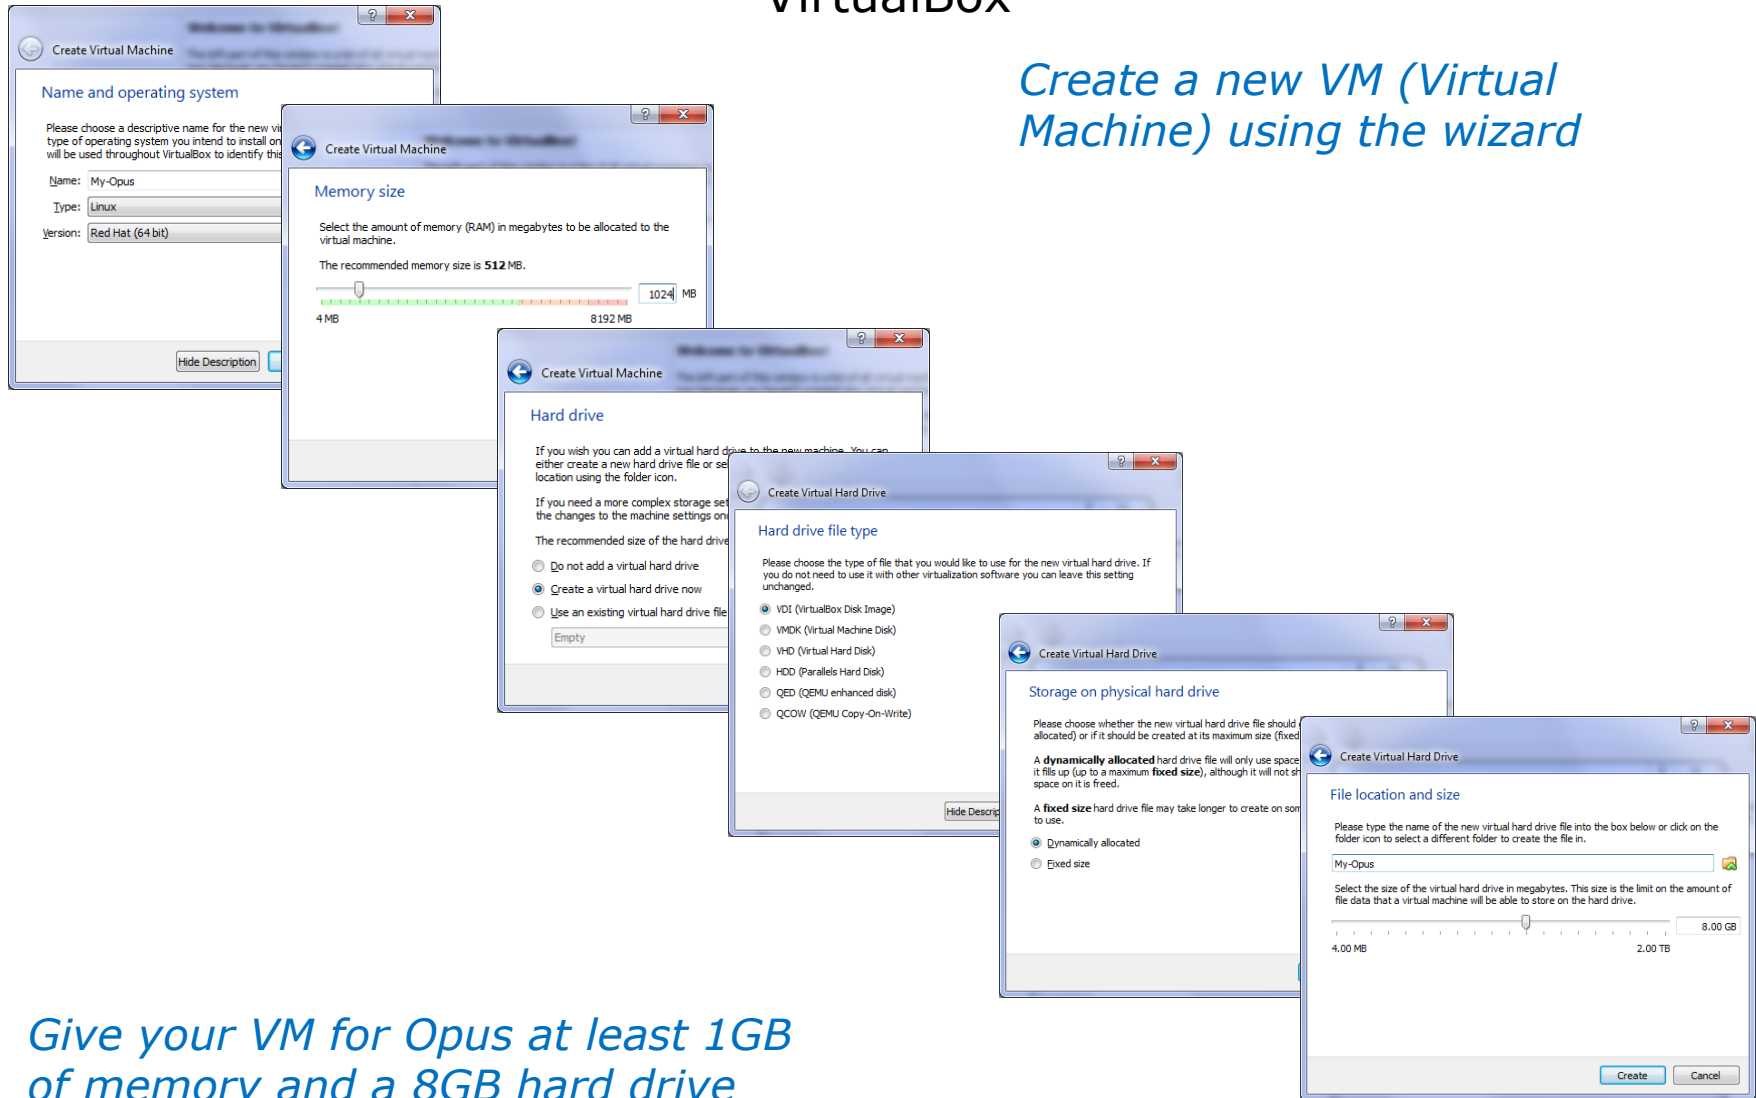 VirtualBox
Create a new VM (Virtual
Machine) using the wizard
Create Virtual Machine
Name and operating system
Please choose a descriptive name for the new vi
type of operating system you intend to install on
will be used throughout VirtualBox to identify this
Name: My-Opus
Type: Linux
Version: Red Hat (64 bit)
Hide Description
Create Virtual Machine
Memory size
Select the amount of memory (RAM) in megabytes to be allocated to the
virtual machine.
The recommended memory size is 512 MB.
1024 MB
4 MB 8192 MB
Welcome to VirtualBox!
Create Virtual Machine
Hard drive
If you wish you can add a virtual hard drive to the new machine. You can
either create a new hard drive file or sel
location using the folder icon.
If you need a more complex storage set
the changes to the machine settings on
The recommended size of the hard drive
Do not add a virtual hard drive
Create a virtual hard drive now
Use an existing virtual hard drive file
Empty
Create Virtual Hard Drive
Hard drive file type
Please choose the type of file that you would like to use for the new virtual hard drive. If
you do not need to use it with other virtualization software you can leave this setting
unchanged.
VDI (VirtualBox Disk Image)
VMDK (Virtual Machine Disk)
VHD (Virtual Hard Disk)
HDD (Parallels Hard Disk)
QED (QEMU enhanced disk)
QCOW (QEMU Copy-On-Write)
Hide Descrip
Create Virtual Hard Drive
Storage on physical hard drive
Please choose whether the new virtual hard drive file should
allocated) or if it should be created at its maximum size (fixed
A dynamically allocated hard drive file will only use space
it fills up (up to a maximum fixed size), although it will not sh
space on it is freed.
A fixed size hard drive file may take longer to create on som
to use.
Dynamically allocated
Fixed size
Create Virtual Hard Drive
File location and size
Please type the name of the new virtual hard drive file into the box below or click on the
folder icon to select a different folder to create the file in.
My-Opus
Select the size of the virtual hard drive in megabytes. This size is the limit on the amount of
file data that a virtual machine will be able to store on the hard drive.
8.00 GB
4.00 MB 2.00 TB
Create Cancel
Give your VM for Opus at least 1GB
of memory and a 8GB hard drive